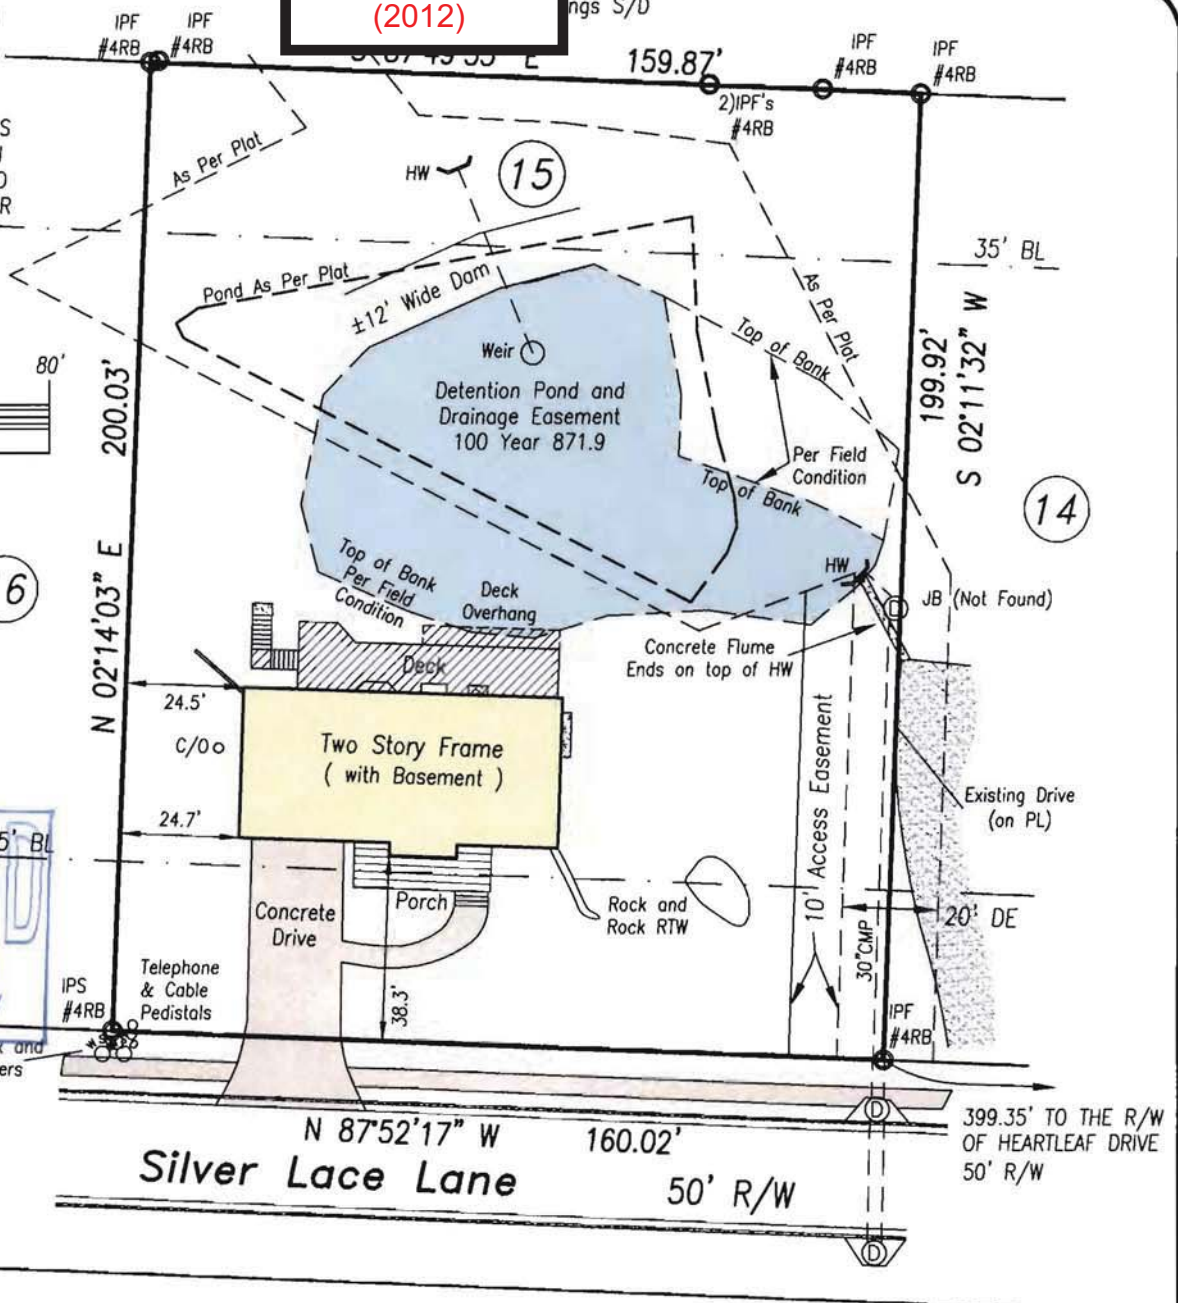 (2012)
ngs S/D
IPF
#4RB
IPF
#4RB
159.87'
IPF
#4RB
IPF
#4RB
2)IPF's
#4RB
S
O
R
As Per Plat
HW
15
35' BL
Pond As Per Plat
±12' Wide Dam
As Per Plat
Top of Bank
Weir
80'
Detention Pond and
Drainage Easement
100 Year 871.9
200.03'
199.92'
S 02°11'32" W
Per Field
Condition
Top of Bank
14
6
N 02°14'03" E
Top of Bank
Per Field
Condition
Deck
Overhang
HW
JB (Not Found)
D
Concrete Flume
Ends on top of HW
Deck
24.5'
C/O
Two Story Frame
( with Basement )
10' Access Easement
Existing Drive
(on PL)
24.7'
5' BL
D
Porch
Concrete
Drive
Rock and
Rock RTW
20' DE
30"CMP
38.3'
Telephone
& Cable
Pedistals
IPS
#4RB
IPF
#4RB
and
ers
D
399.35' TO THE R/W
OF HEARTLEAF DRIVE
50' R/W
N 87°52'17" W
160.02'
Silver Lace Lane
50' R/W
D